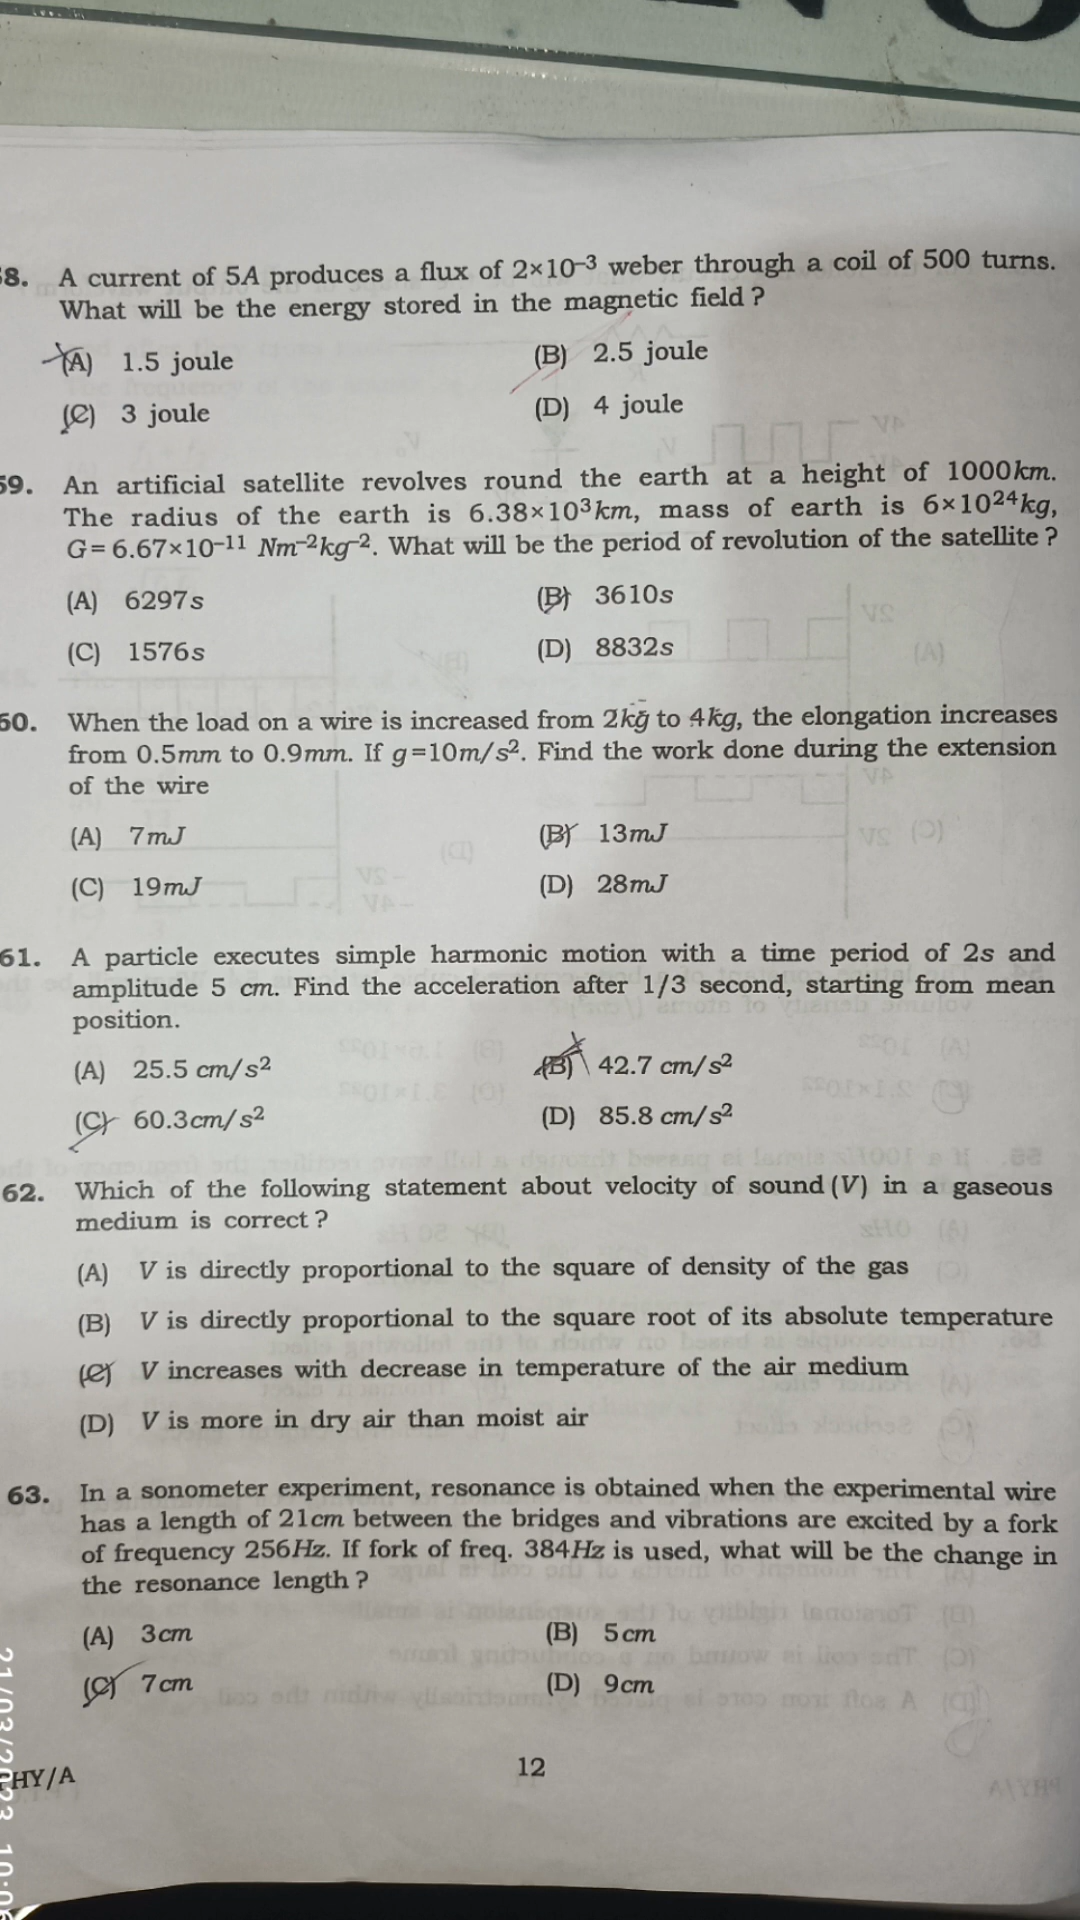 58. A current of 5A produces a flux of 2×10⁻³ weber through a coil of 500 turns.
What will be the energy stored in the magnetic field ?
(A) 1.5 joule (B) 2.5 joule
(C) 3 joule (D) 4 joule
59. An artificial satellite revolves round the earth at a height of 1000km.
The radius of the earth is 6.38×10³km, mass of earth is 6×10²⁴kg,
G=6.67×10⁻¹¹ Nm⁻²kg⁻². What will be the period of revolution of the satellite ?
(A) 6297s (B) 3610s
(C) 1576s (D) 8832s
60. When the load on a wire is increased from 2kg to 4kg, the elongation increases
from 0.5mm to 0.9mm. If g=10m/s². Find the work done during the extension
of the wire
(A) 7mJ (B) 13mJ
(C) 19mJ (D) 28mJ
61. A particle executes simple harmonic motion with a time period of 2s and
amplitude 5 cm. Find the acceleration after 1/3 second, starting from mean
position.
(A) 25.5 cm/s² (B) 42.7 cm/s²
(C) 60.3cm/s² (D) 85.8 cm/s²
62. Which of the following statement about velocity of sound (V) in a gaseous
medium is correct ?
(A) V is directly proportional to the square of density of the gas
(B) V is directly proportional to the square root of its absolute temperature
(C) V increases with decrease in temperature of the air medium
(D) V is more in dry air than moist air
63. In a sonometer experiment, resonance is obtained when the experimental wire
has a length of 21cm between the bridges and vibrations are excited by a fork
of frequency 256Hz. If fork of freq. 384Hz is used, what will be the change in
the resonance length ?
(A) 3cm (B) 5cm
(C) 7cm (D) 9cm
PHY/A 12
21/03/2023 10:0